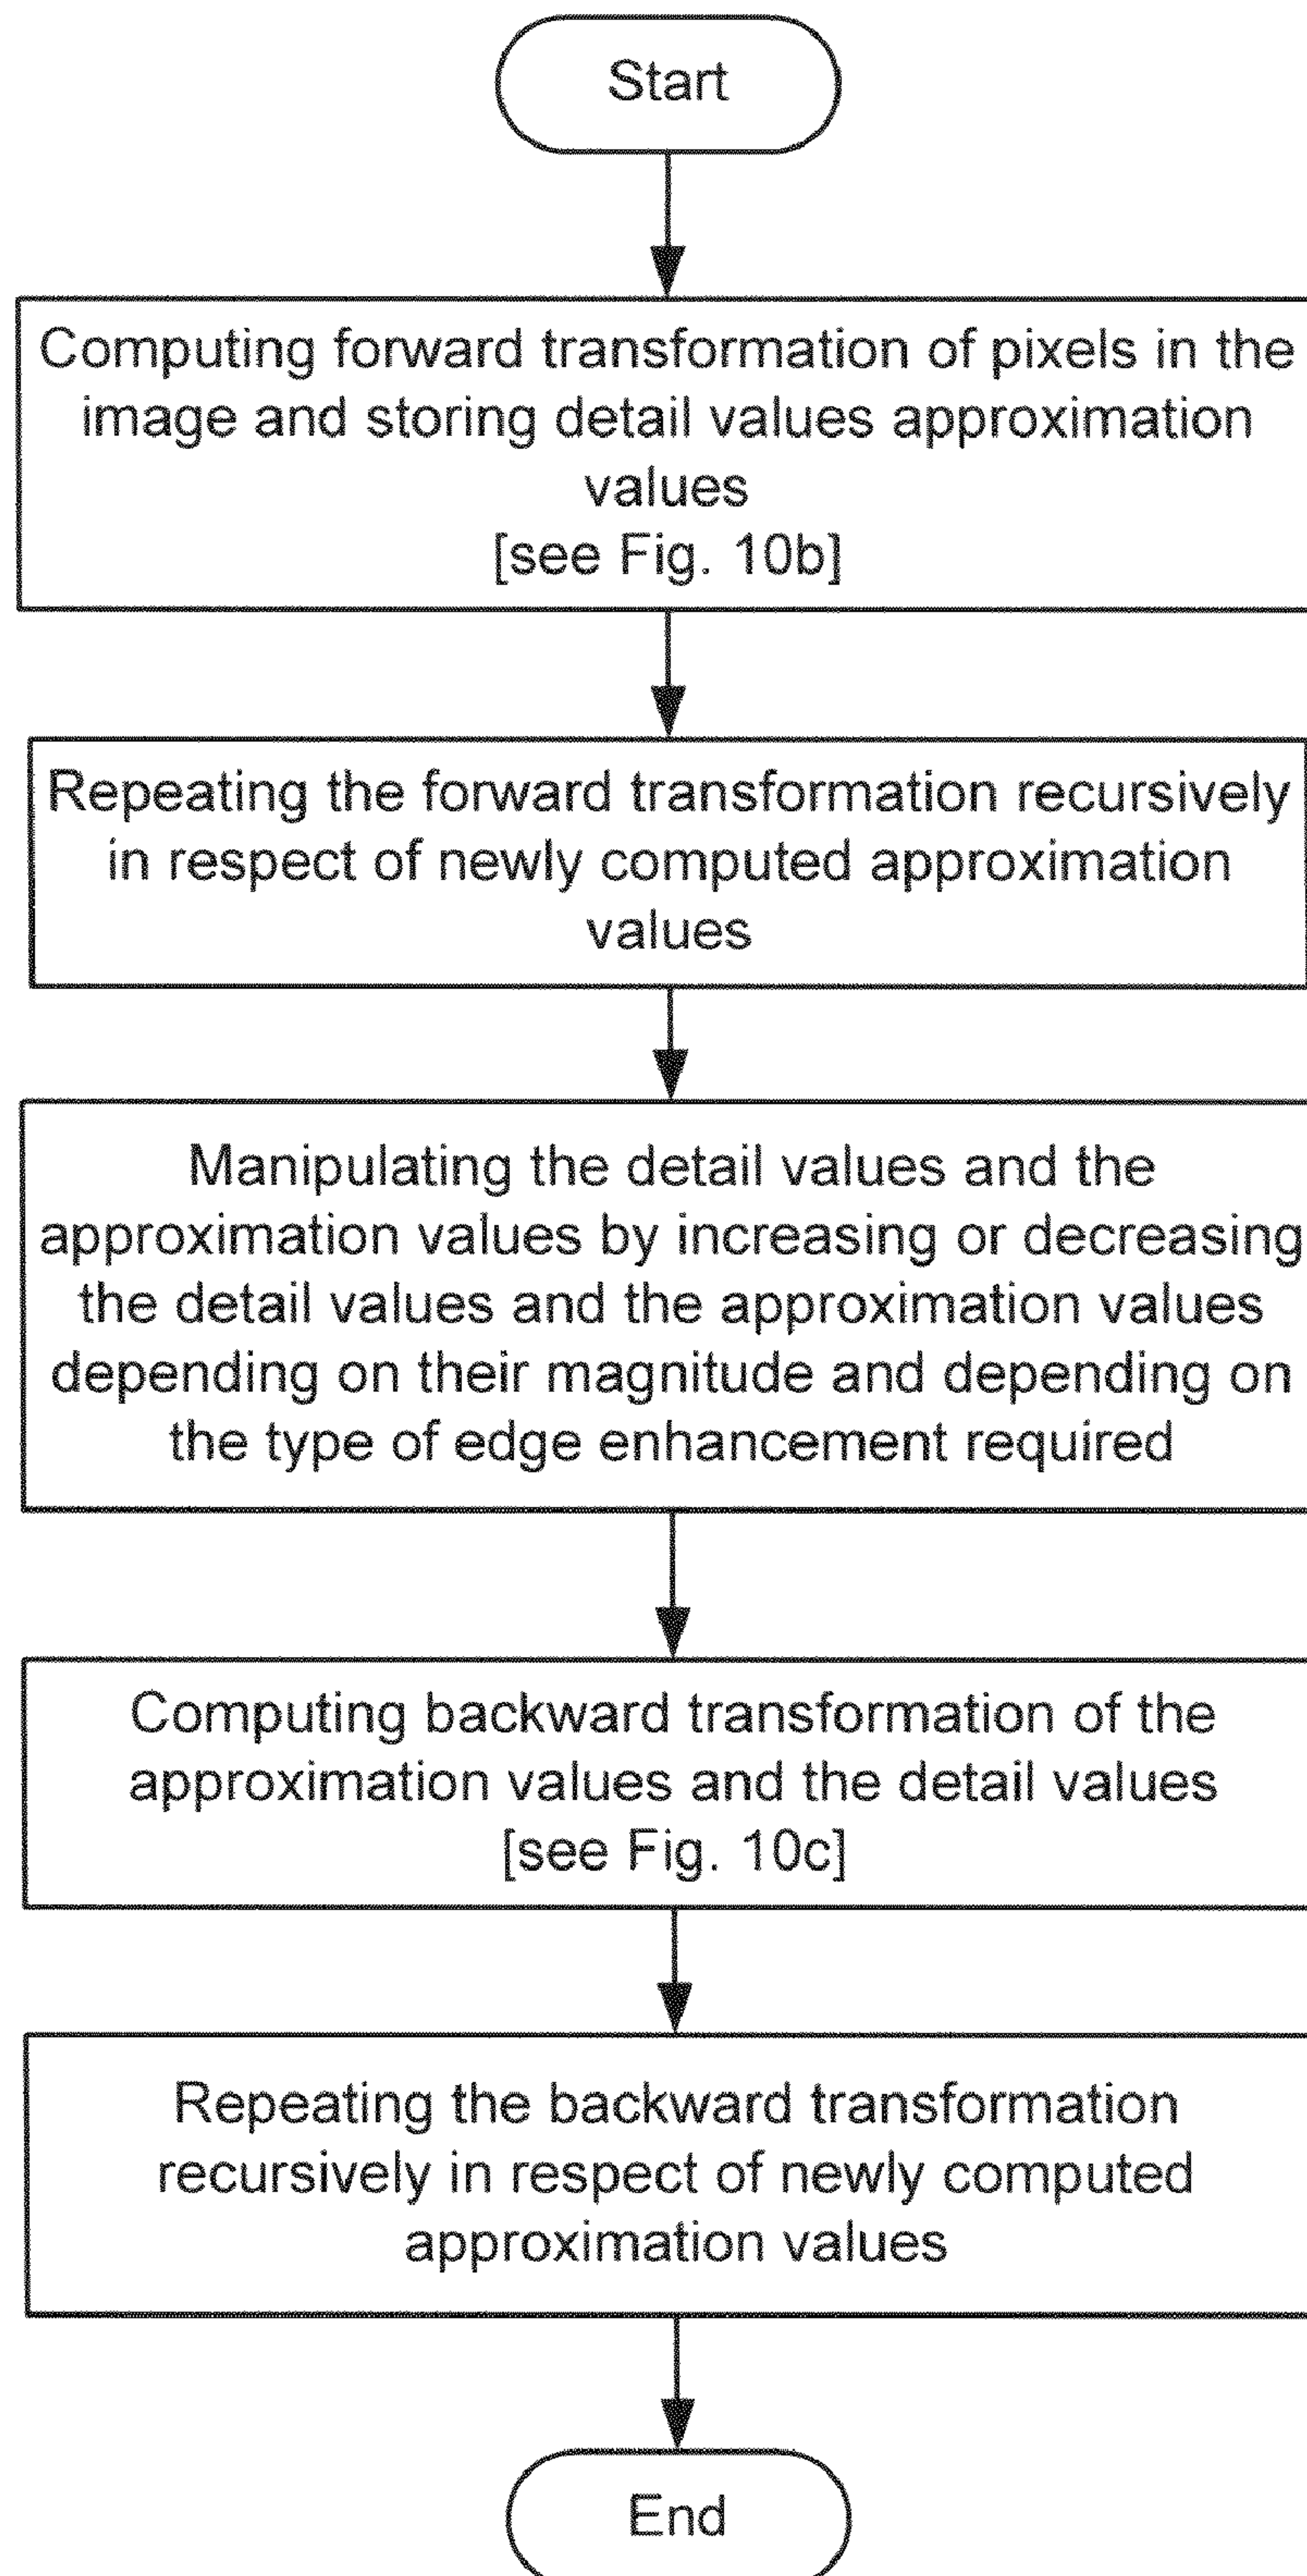 Start
Computing forward transformation of pixels in the
image and storing detail values approximation
values
[see Fig. 10b]
Repeating the forward transformation recursively
in respect of newly computed approximation
values
Manipulating the detail values and the
approximation values by increasing or decreasing
the detail values and the approximation values
depending on their magnitude and depending on
the type of edge enhancement required
Computing backward transformation of the
approximation values and the detail values
[see Fig. 10c]
Repeating the backward transformation
recursively in respect of newly computed
approximation values
End